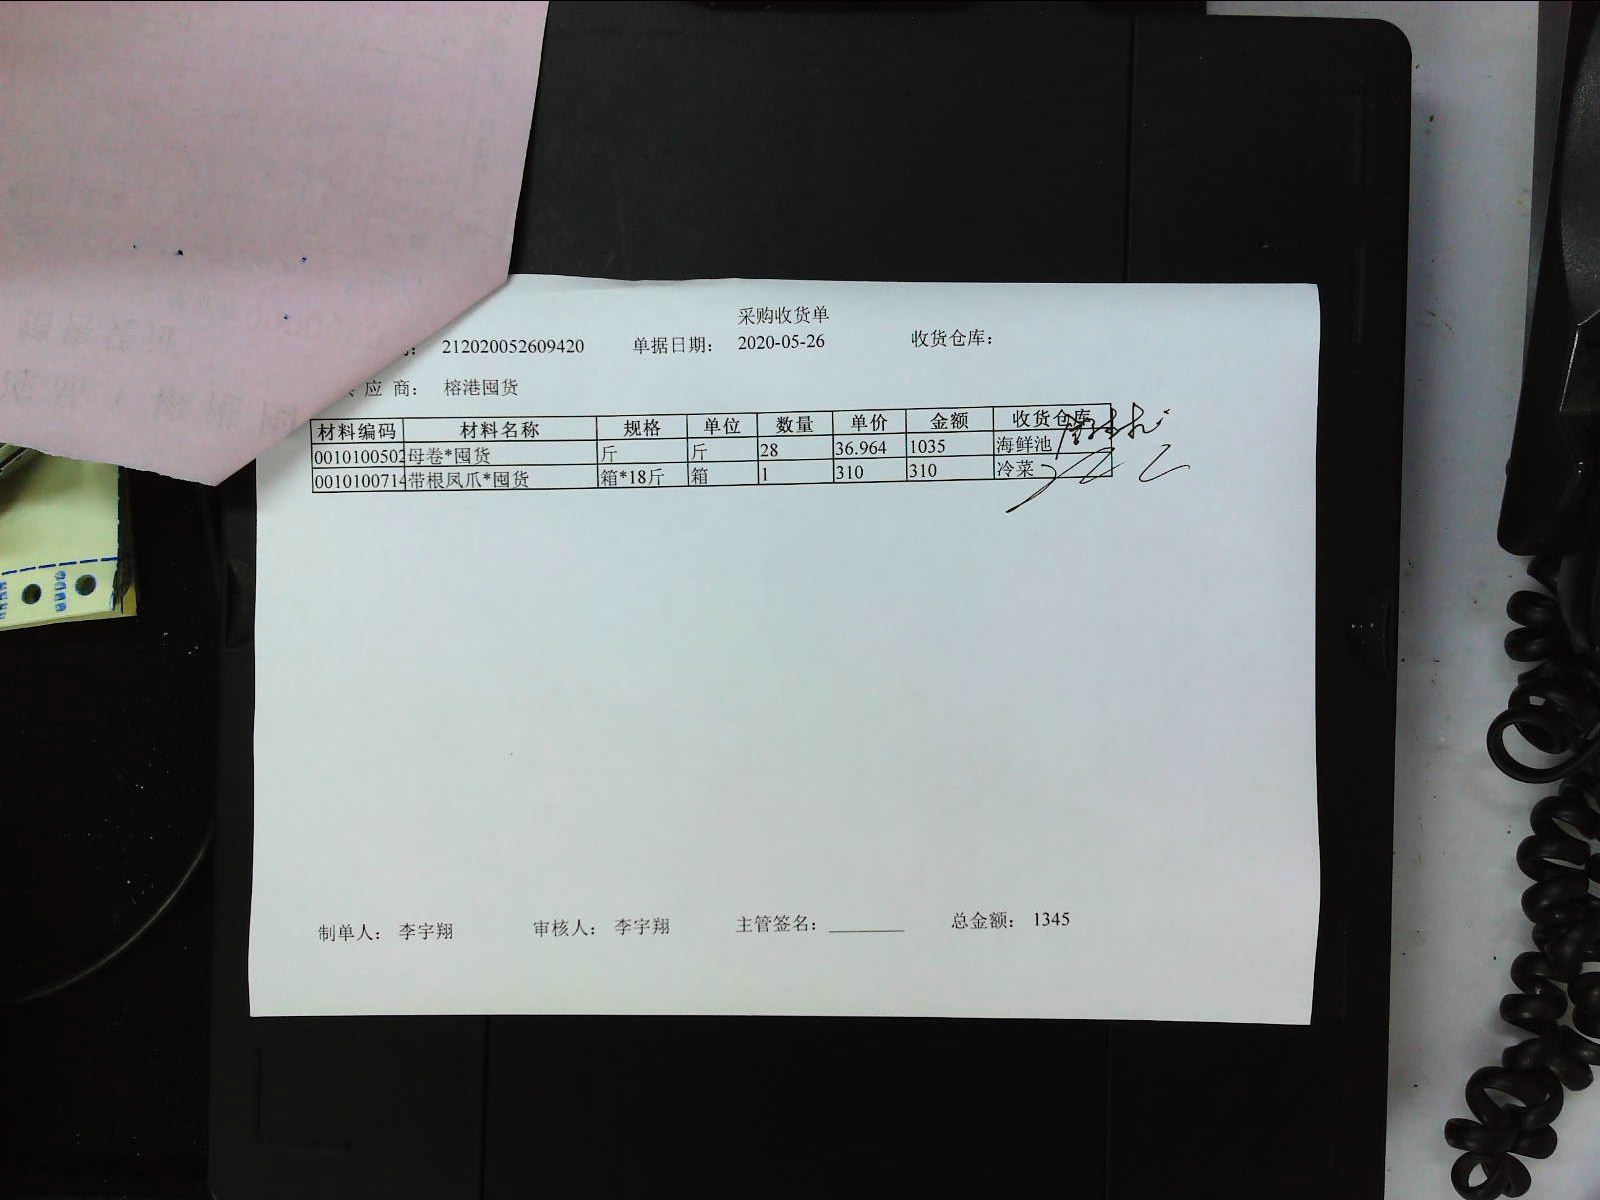 采购收货单
212020052609420 单据日期： 2020-05-26 收货仓库：
应 商： 榕港囤货
材料编码 材料名称 规格 单位 数量 单价 金额 收货仓库
0010100502 母卷*囤货 斤 斤 28 36.964 1035 海鲜池
0010100714 带根凤爪*囤货 箱*18斤 箱 1 310 310 冷菜
制单人： 李宇翔 审核人： 李宇翔 主管签名： 总金额： 1345